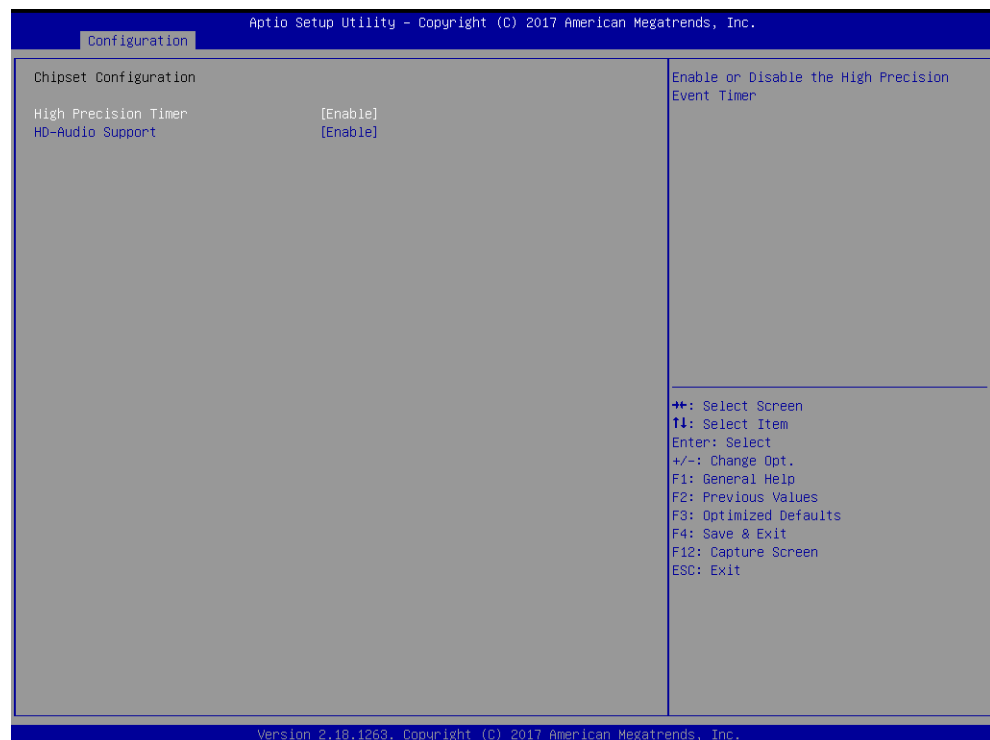 Aptio Setup Utility – Copyright (C) 2017 American Megatrends, Inc.
Configuration
Chipset Configuration
High Precision Timer [Enable]
HD-Audio Support [Enable]
Enable or Disable the High Precision
Event Timer
→←: Select Screen
↑↓: Select Item
Enter: Select
+/-: Change Opt.
F1: General Help
F2: Previous Values
F3: Optimized Defaults
F4: Save & Exit
F12: Capture Screen
ESC: Exit
Version 2.18.1263. Copyright (C) 2017 American Megatrends, Inc.